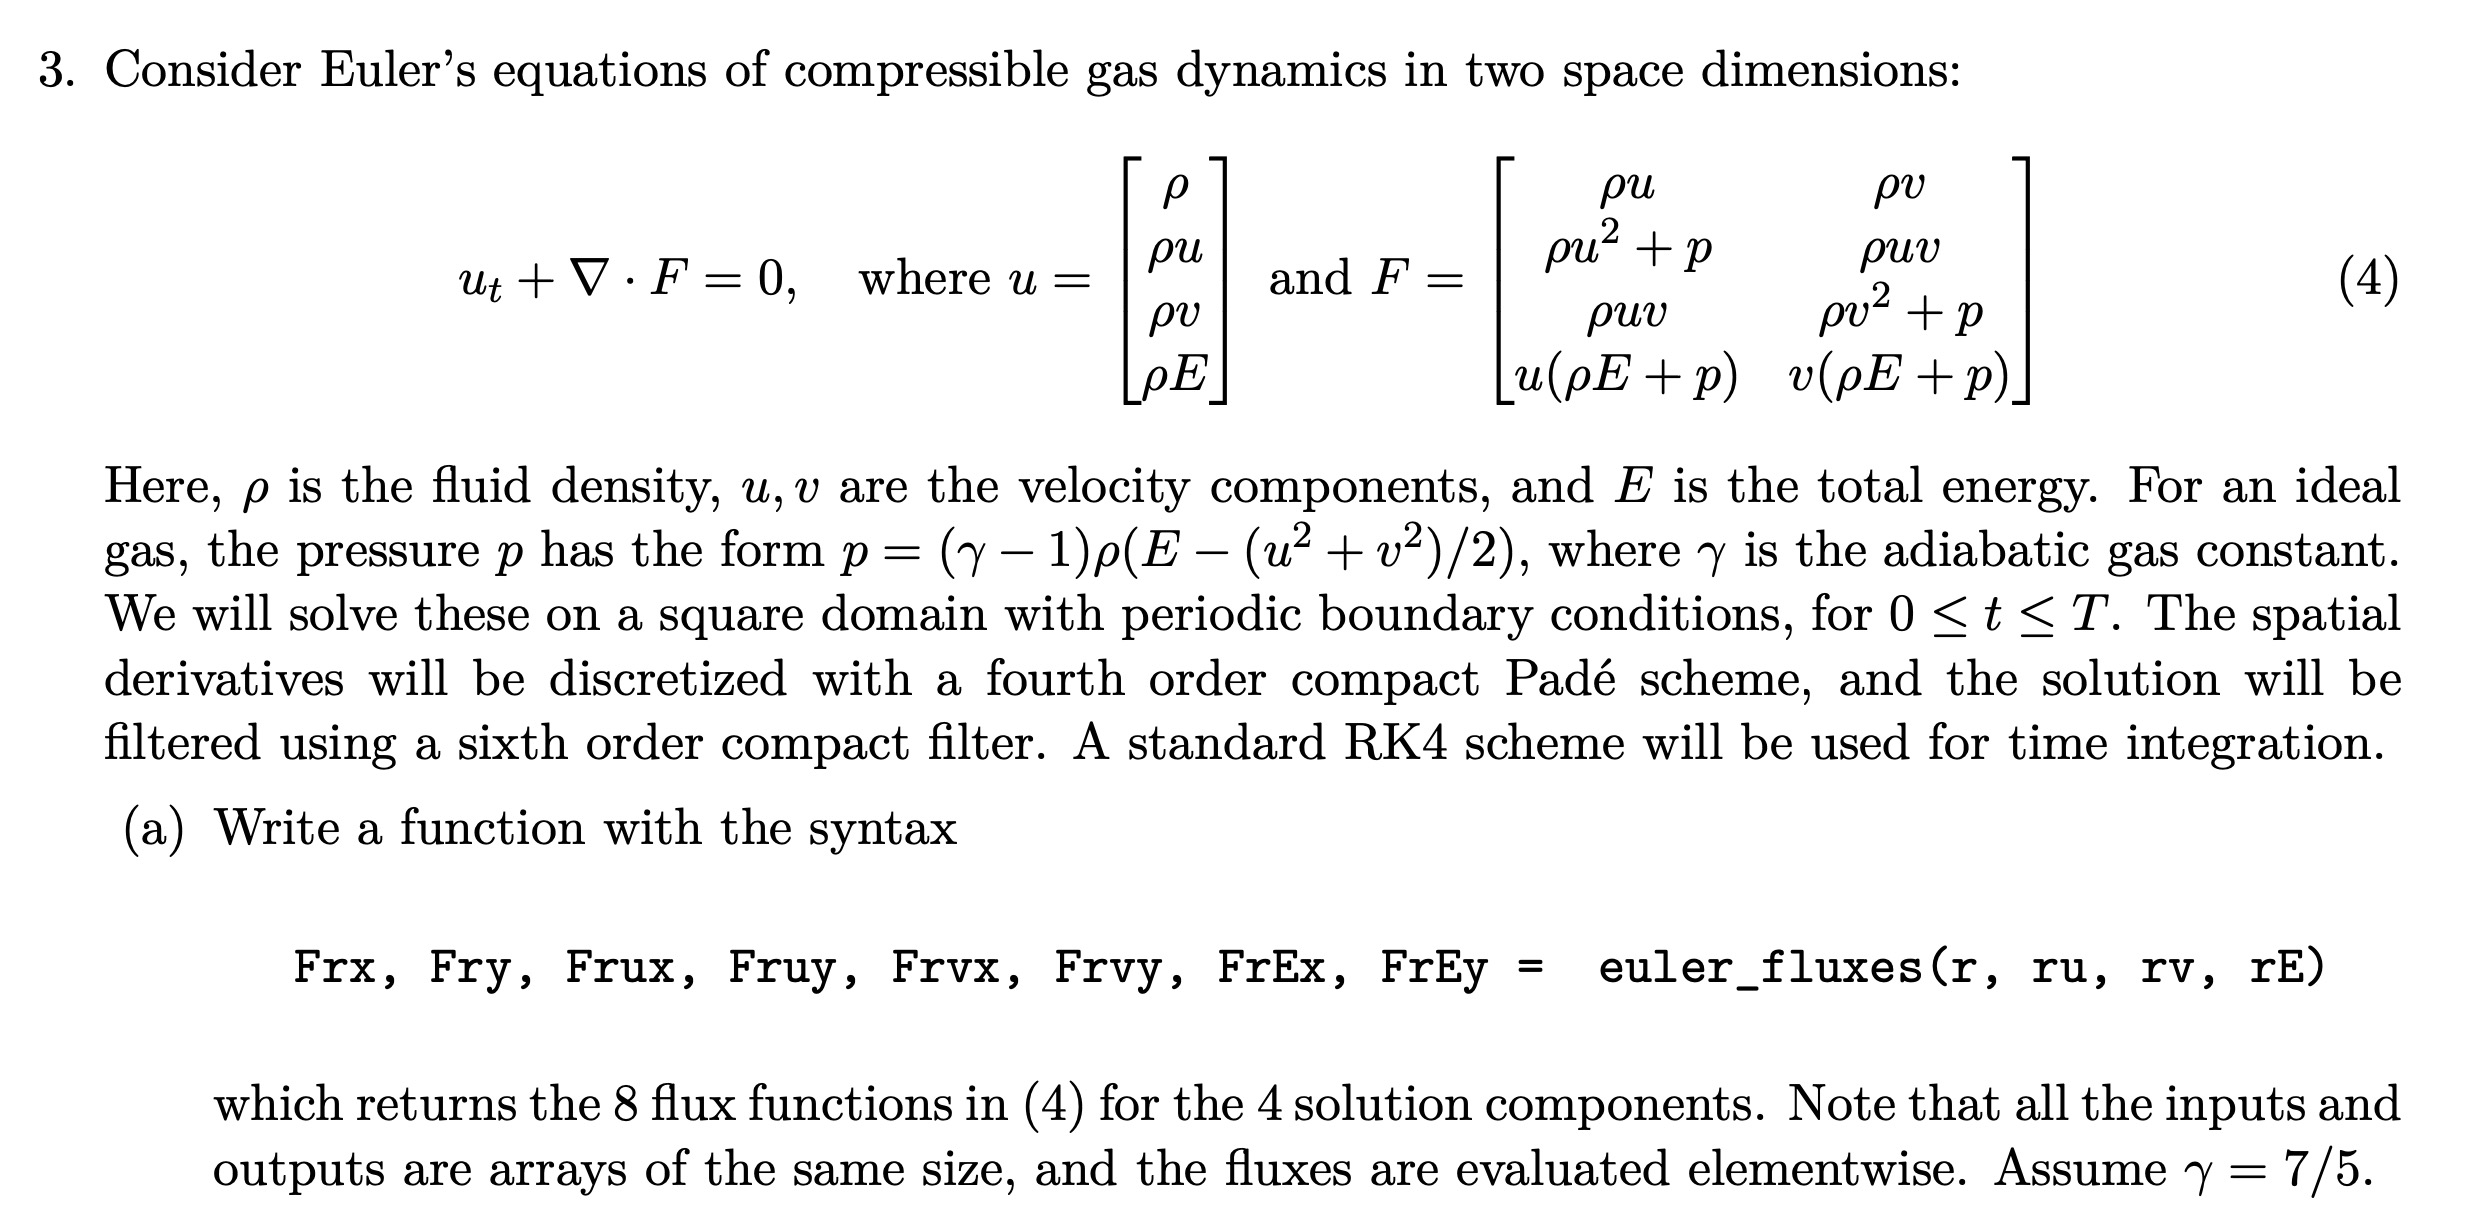 3. Consider Euler's equations of compressible gas dynamics in two space dimensions:
$$u_t + \nabla \cdot F = 0, \quad \text{where } u = \begin{bmatrix} \rho \\ \rho u \\ \rho v \\ \rho E \end{bmatrix} \text{ and } F = \begin{bmatrix} \rho u & \rho v \\ \rho u^2 + p & \rho uv \\ \rho uv & \rho v^2 + p \\ u(\rho E + p) & v(\rho E + p) \end{bmatrix} \quad (4)$$
Here, $\rho$ is the fluid density, $u, v$ are the velocity components, and $E$ is the total energy. For an ideal
gas, the pressure $p$ has the form $p = (\gamma - 1)\rho(E - (u^2 + v^2)/2)$, where $\gamma$ is the adiabatic gas constant.
We will solve these on a square domain with periodic boundary conditions, for $0 \leq t \leq T$. The spatial
derivatives will be discretized with a fourth order compact Padé scheme, and the solution will be
filtered using a sixth order compact filter. A standard RK4 scheme will be used for time integration.
(a) Write a function with the syntax
Frx, Fry, Frux, Fruy, Frvx, Frvy, FrEx, FrEy = euler_fluxes(r, ru, rv, rE)
which returns the 8 flux functions in (4) for the 4 solution components. Note that all the inputs and
outputs are arrays of the same size, and the fluxes are evaluated elementwise. Assume $\gamma = 7/5$.